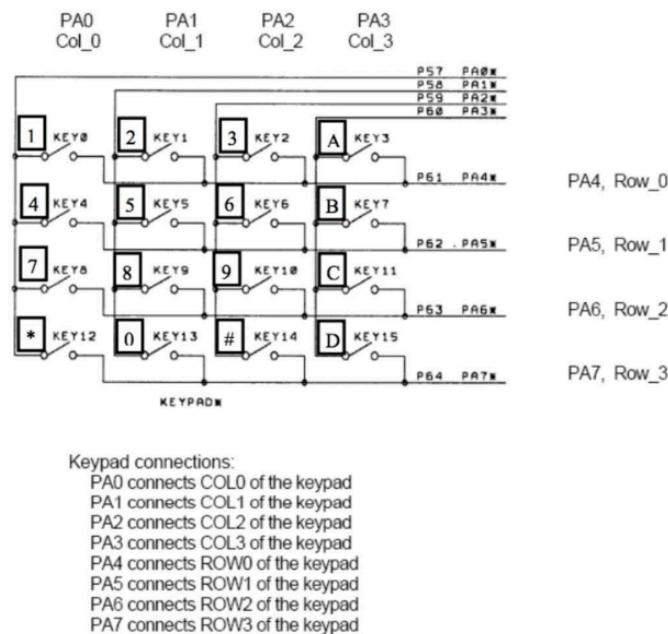 PA0 PA1 PA2 PA3
Col_0 Col_1 Col_2 Col_3
P57 PA0*
P58 PA1*
P59 PA2*
P60 PA3*
1 KEY0 2 KEY1 3 KEY2 A KEY3
P61 PA4* PA4, Row_0
4 KEY4 5 KEY5 6 KEY6 B KEY7
P62 . PA5* PA5, Row_1
7 KEY8 8 KEY9 9 KEY10 C KEY11
P63 PA6* PA6, Row_2
* KEY12 0 KEY13 # KEY14 D KEY15
P64 PA7* PA7, Row_3
KEYPAD*
Keypad connections:
PA0 connects COL0 of the keypad
PA1 connects COL1 of the keypad
PA2 connects COL2 of the keypad
PA3 connects COL3 of the keypad
PA4 connects ROW0 of the keypad
PA5 connects ROW1 of the keypad
PA6 connects ROW2 of the keypad
PA7 connects ROW3 of the keypad